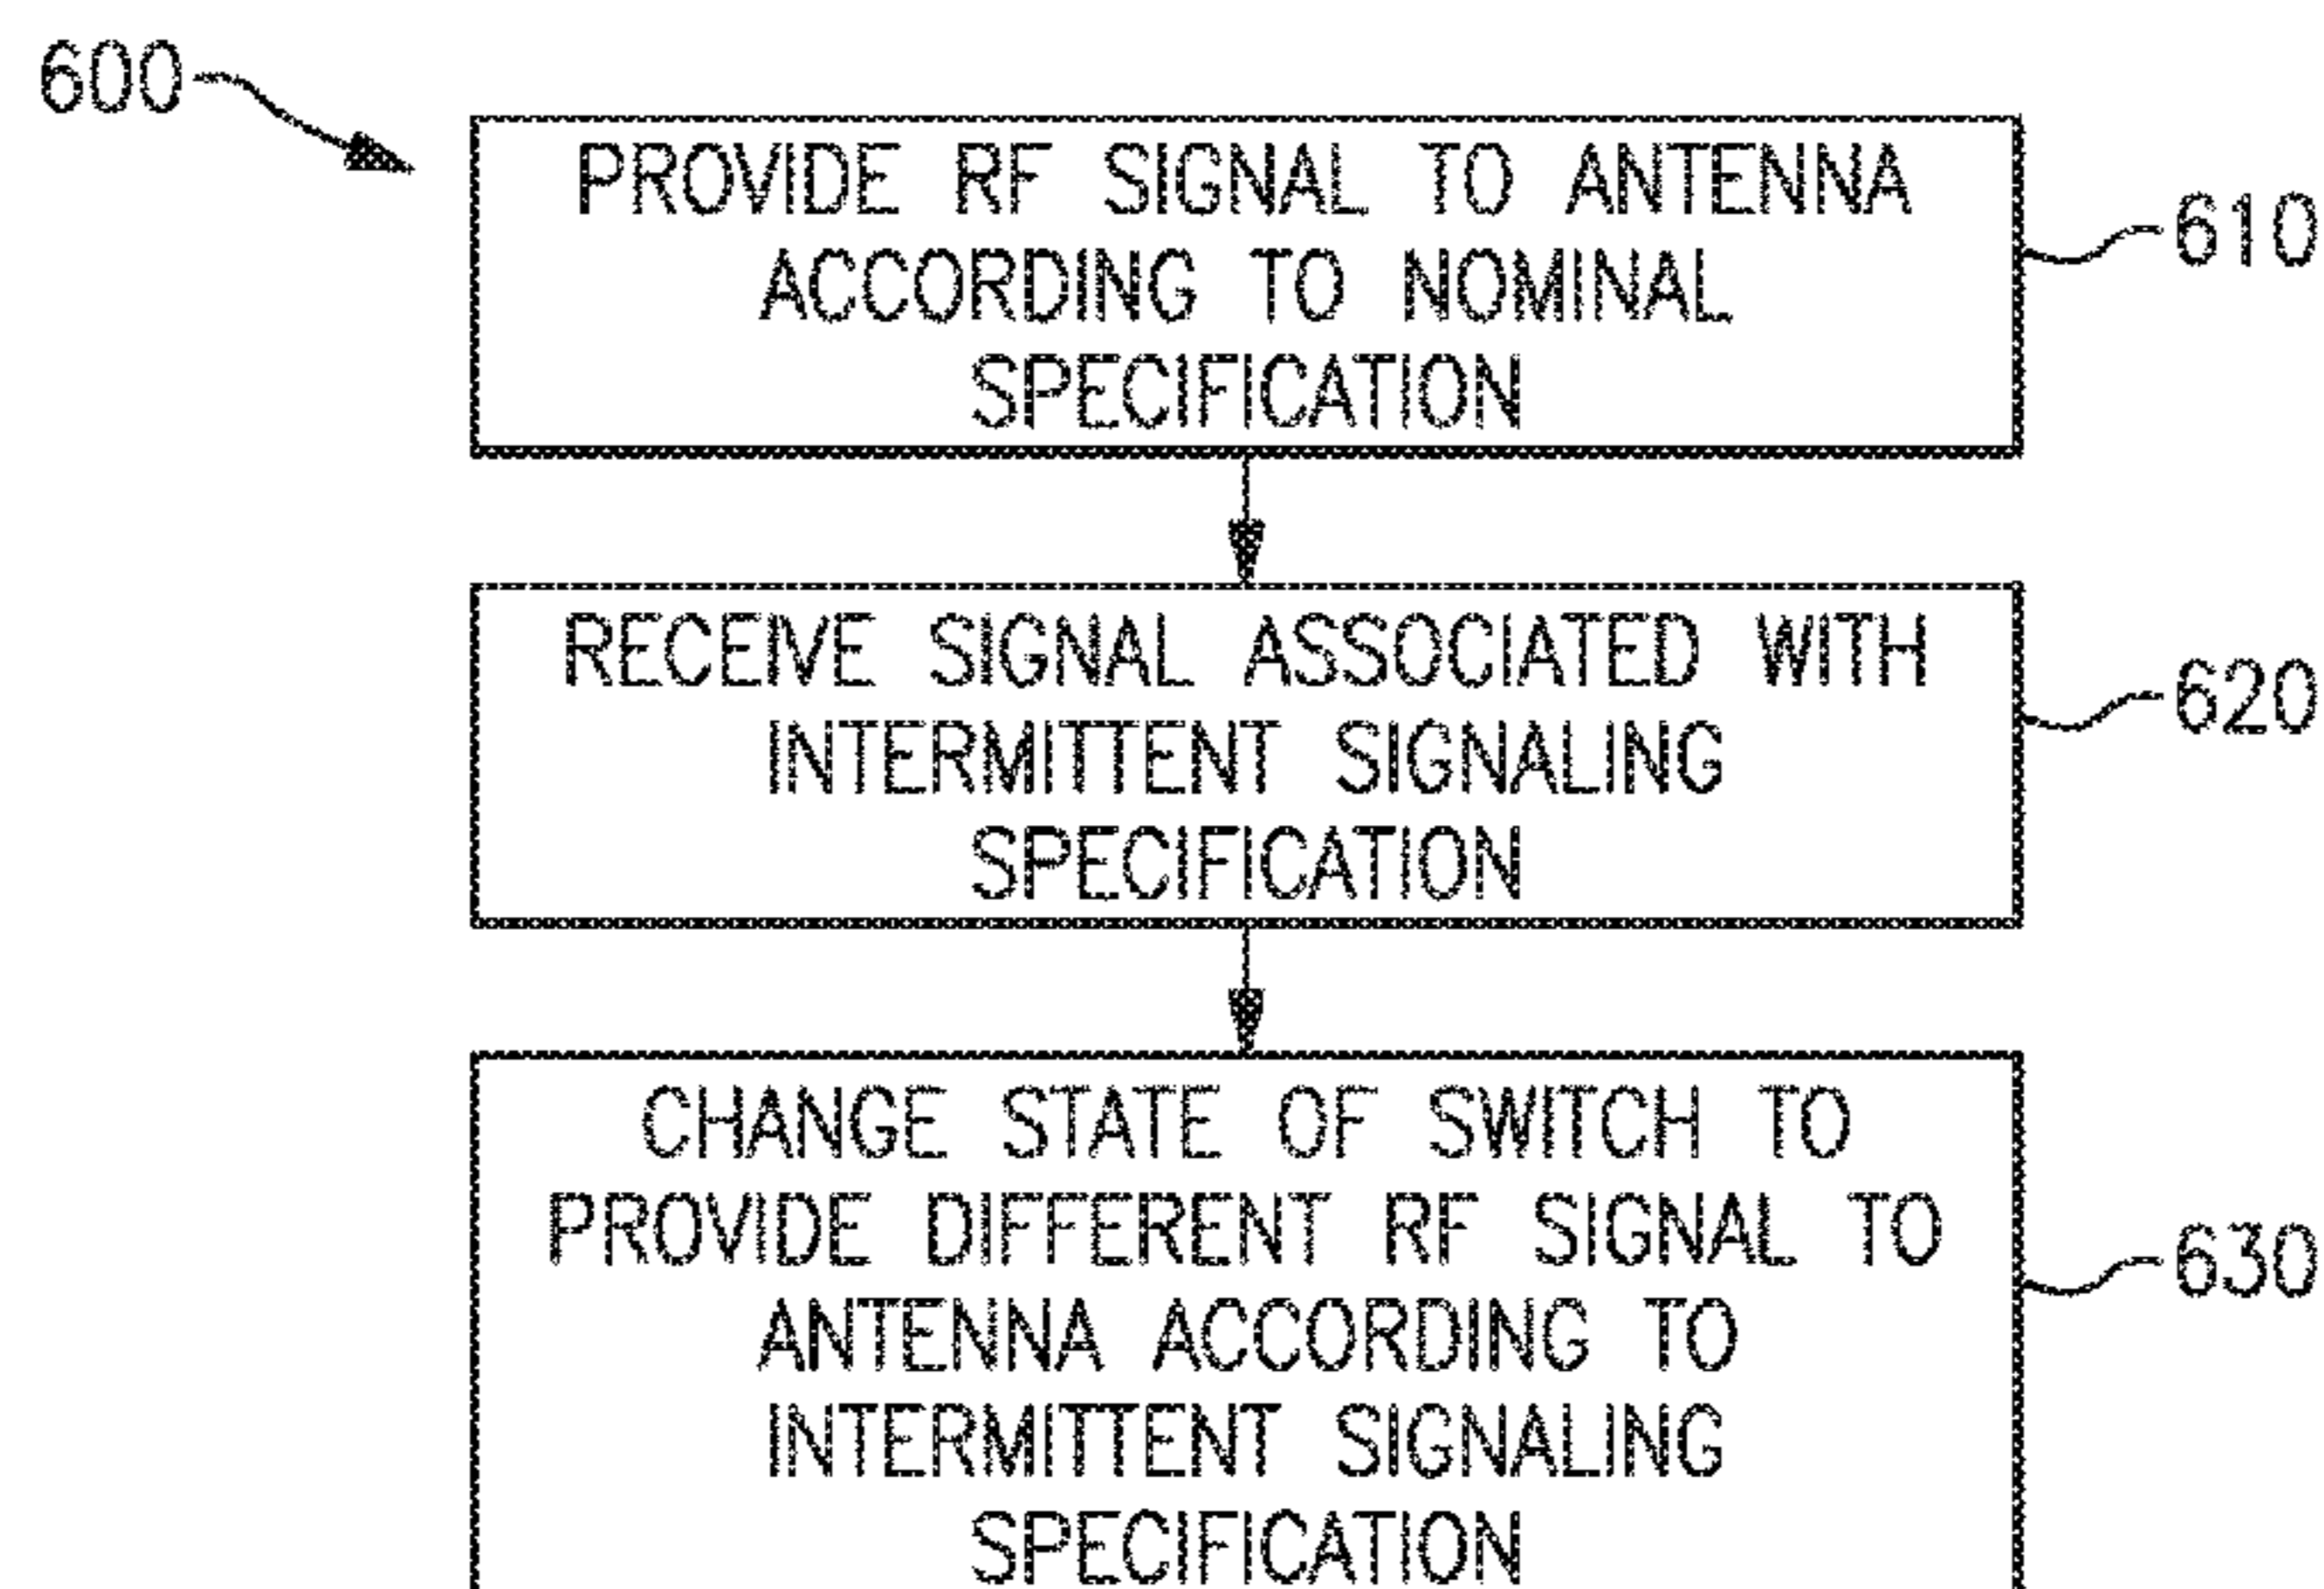 600
PROVIDE RF SIGNAL TO ANTENNA
ACCORDING TO NOMINAL
SPECIFICATION
610
RECEIVE SIGNAL ASSOCIATED WITH
INTERMITTENT SIGNALING
SPECIFICATION
620
CHANGE STATE OF SWITCH TO
PROVIDE DIFFERENT RF SIGNAL TO
ANTENNA ACCORDING TO
INTERMITTENT SIGNALING
SPECIFICATION
630